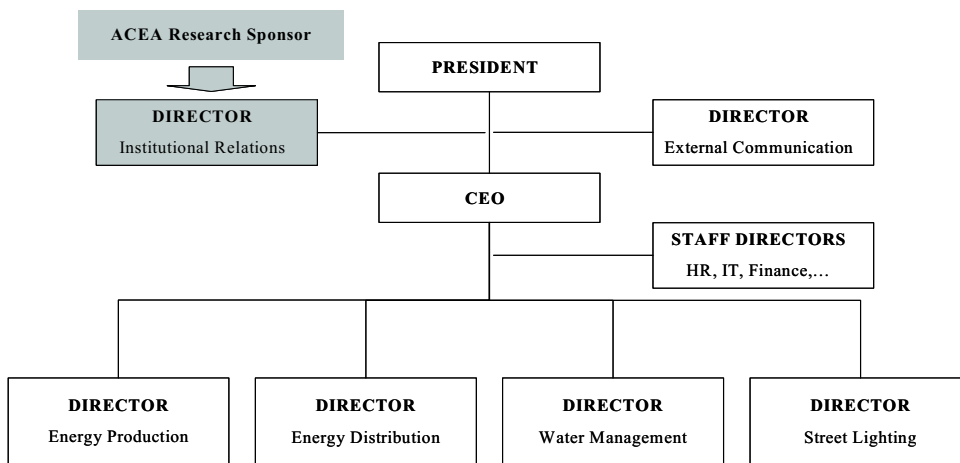 ACEA Research Sponsor
PRESIDENT
DIRECTOR
Institutional Relations
DIRECTOR
External Communication
CEO
STAFF DIRECTORS
HR, IT, Finance,...
DIRECTOR
Energy Production
DIRECTOR
Energy Distribution
DIRECTOR
Water Management
DIRECTOR
Street Lighting